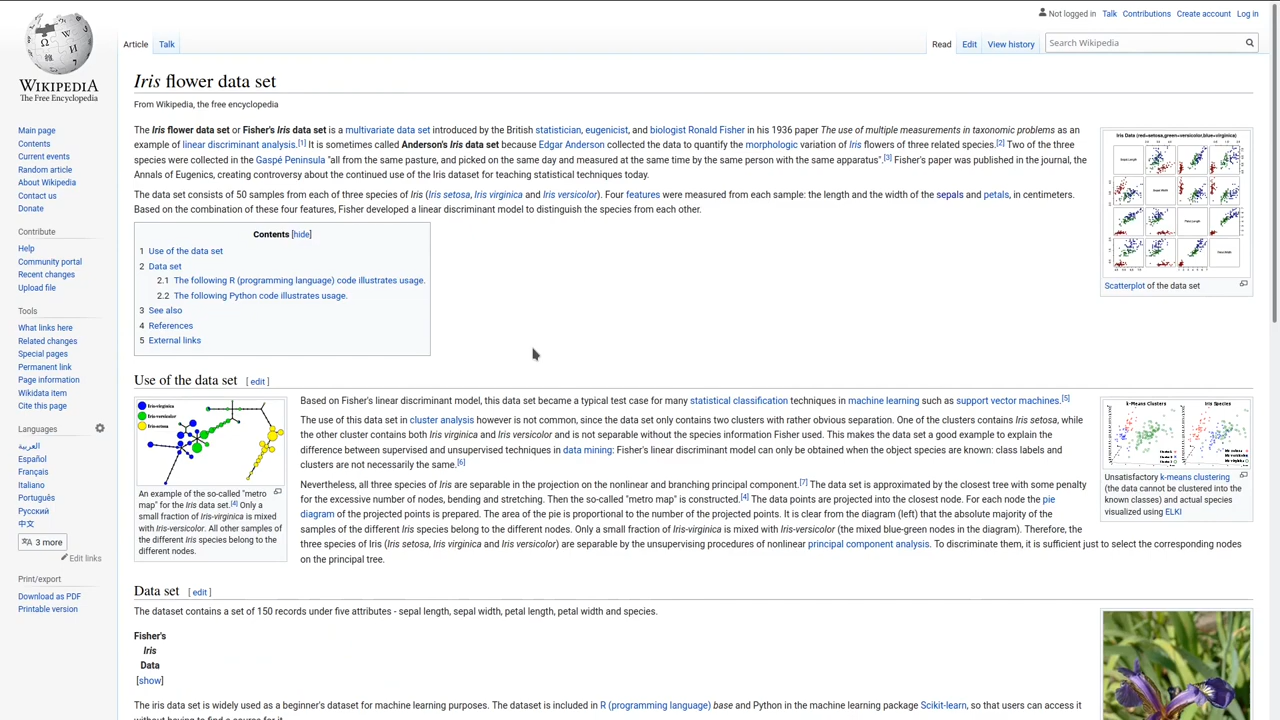 Not logged in Talk Contributions Create account Log in
WIKIPEDIA
The Free Encyclopedia
Article Talk
Read Edit View history Search Wikipedia
Main page
Contents
Current events
Random article
About Wikipedia
Contact us
Donate
Contribute
Help
Community portal
Recent changes
Upload file
Tools
What links here
Related changes
Special pages
Permanent link
Page information
Wikidata item
Cite this page
Languages
العربية
Español
Français
Italiano
Português
Русский
中文
3 more
Edit links
Print/export
Download as PDF
Printable version
Iris flower data set
From Wikipedia, the free encyclopedia
The Iris flower data set or Fisher's Iris data set is a multivariate data set introduced by the British statistician, eugenicist, and biologist Ronald Fisher in his 1936 paper The use of multiple measurements in taxonomic problems as an
example of linear discriminant analysis.[1] It is sometimes called Anderson's Iris data set because Edgar Anderson collected the data to quantify the morphologic variation of Iris flowers of three related species.[2] Two of the three
species were collected in the Gaspé Peninsula "all from the same pasture, and picked on the same day and measured at the same time by the same person with the same apparatus".[3] Fisher's paper was published in the journal, the
Annals of Eugenics, creating controversy about the continued use of the Iris dataset for teaching statistical techniques today.
The data set consists of 50 samples from each of three species of Iris (Iris setosa, Iris virginica and Iris versicolor). Four features were measured from each sample: the length and the width of the sepals and petals, in centimeters.
Based on the combination of these four features, Fisher developed a linear discriminant model to distinguish the species from each other.
Iris Data (red=setosa,green=versicolor,blue=virginica)
Scatterplot of the data set
Contents [hide]
1 Use of the data set
2 Data set
2.1 The following R (programming language) code illustrates usage.
2.2 The following Python code illustrates usage.
3 See also
4 References
5 External links
Use of the data set [ edit ]
Iris-virginica
Iris-versicolor
Iris-setosa
An example of the so-called "metro
map" for the Iris data set.[4] Only a
small fraction of Iris-virginica is mixed
with Iris-versicolor. All other samples of
the different Iris species belong to the
different nodes.
Based on Fisher's linear discriminant model, this data set became a typical test case for many statistical classification techniques in machine learning such as support vector machines.[5]
The use of this data set in cluster analysis however is not common, since the data set only contains two clusters with rather obvious separation. One of the clusters contains Iris setosa, while
the other cluster contains both Iris virginica and Iris versicolor and is not separable without the species information Fisher used. This makes the data set a good example to explain the
difference between supervised and unsupervised techniques in data mining: Fisher's linear discriminant model can only be obtained when the object species are known: class labels and
clusters are not necessarily the same.[6]
Nevertheless, all three species of Iris are separable in the projection on the nonlinear and branching principal component.[7] The data set is approximated by the closest tree with some penalty
for the excessive number of nodes, bending and stretching. Then the so-called "metro map" is constructed.[4] The data points are projected into the closest node. For each node the pie
diagram of the projected points is prepared. The area of the pie is proportional to the number of the projected points. It is clear from the diagram (left) that the absolute majority of the
samples of the different Iris species belong to the different nodes. Only a small fraction of Iris-virginica is mixed with Iris-versicolor (the mixed blue-green nodes in the diagram). Therefore, the
three species of Iris (Iris setosa, Iris virginica and Iris versicolor) are separable by the unsupervising procedures of nonlinear principal component analysis. To discriminate them, it is sufficient just to select the corresponding nodes
on the principal tree.
k-Means Clusters Iris Species
Unsatisfactory k-means clustering
(the data cannot be clustered into the
known classes) and actual species
visualized using ELKI
Data set [ edit ]
The dataset contains a set of 150 records under five attributes - sepal length, sepal width, petal length, petal width and species.
Fisher's
Iris
Data
[show]
The iris data set is widely used as a beginner's dataset for machine learning purposes. The dataset is included in R (programming language) base and Python in the machine learning package Scikit-learn, so that users can access it
without having to find a source for it.